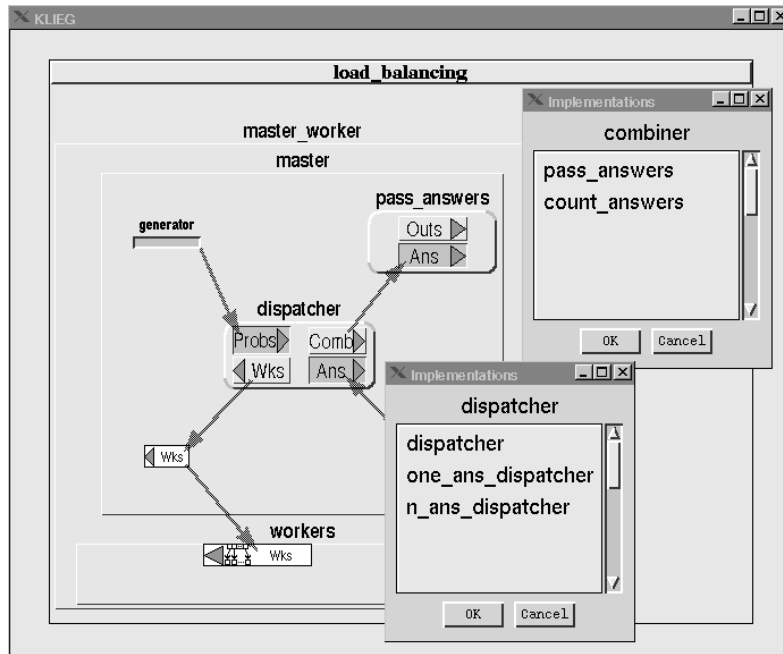 KLIEG
load_balancing
master_worker
master
generator
pass_answers
Outs
Ans
dispatcher
Probs
Comb
Wks
Ans
Wks
workers
Wks
Implementations
combiner
pass_answers
count_answers
OK
Cancel
Implementations
dispatcher
dispatcher
one_ans_dispatcher
n_ans_dispatcher
OK
Cancel